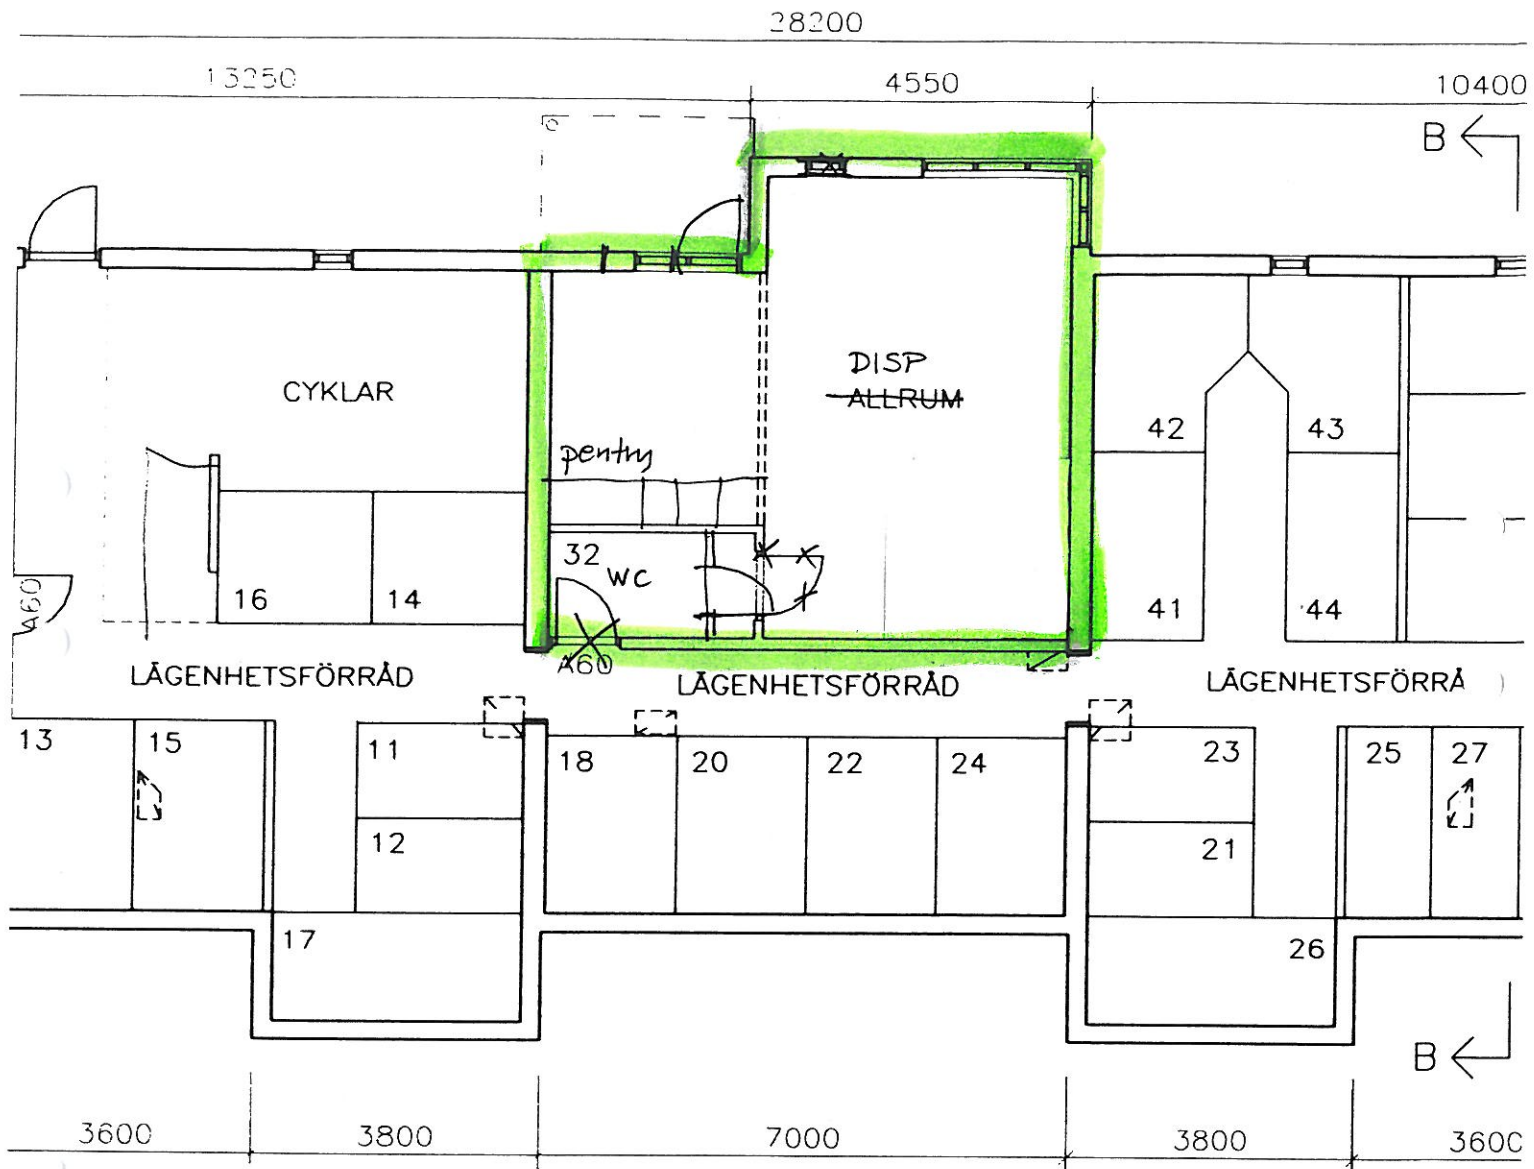 28200
13250 4550 10400
B
CYKLAR
DISP
ALLRUM
42 43
pentry
32
WC
16 14
41 44
A60
A60
LÄGENHETSFÖRRÅD LÄGENHETSFÖRRÅD LÄGENHETSFÖRRÅ
13 15 11 18 20 22 24 23 25 27
12 21
17 26
B
3600 3800 7000 3800 3600